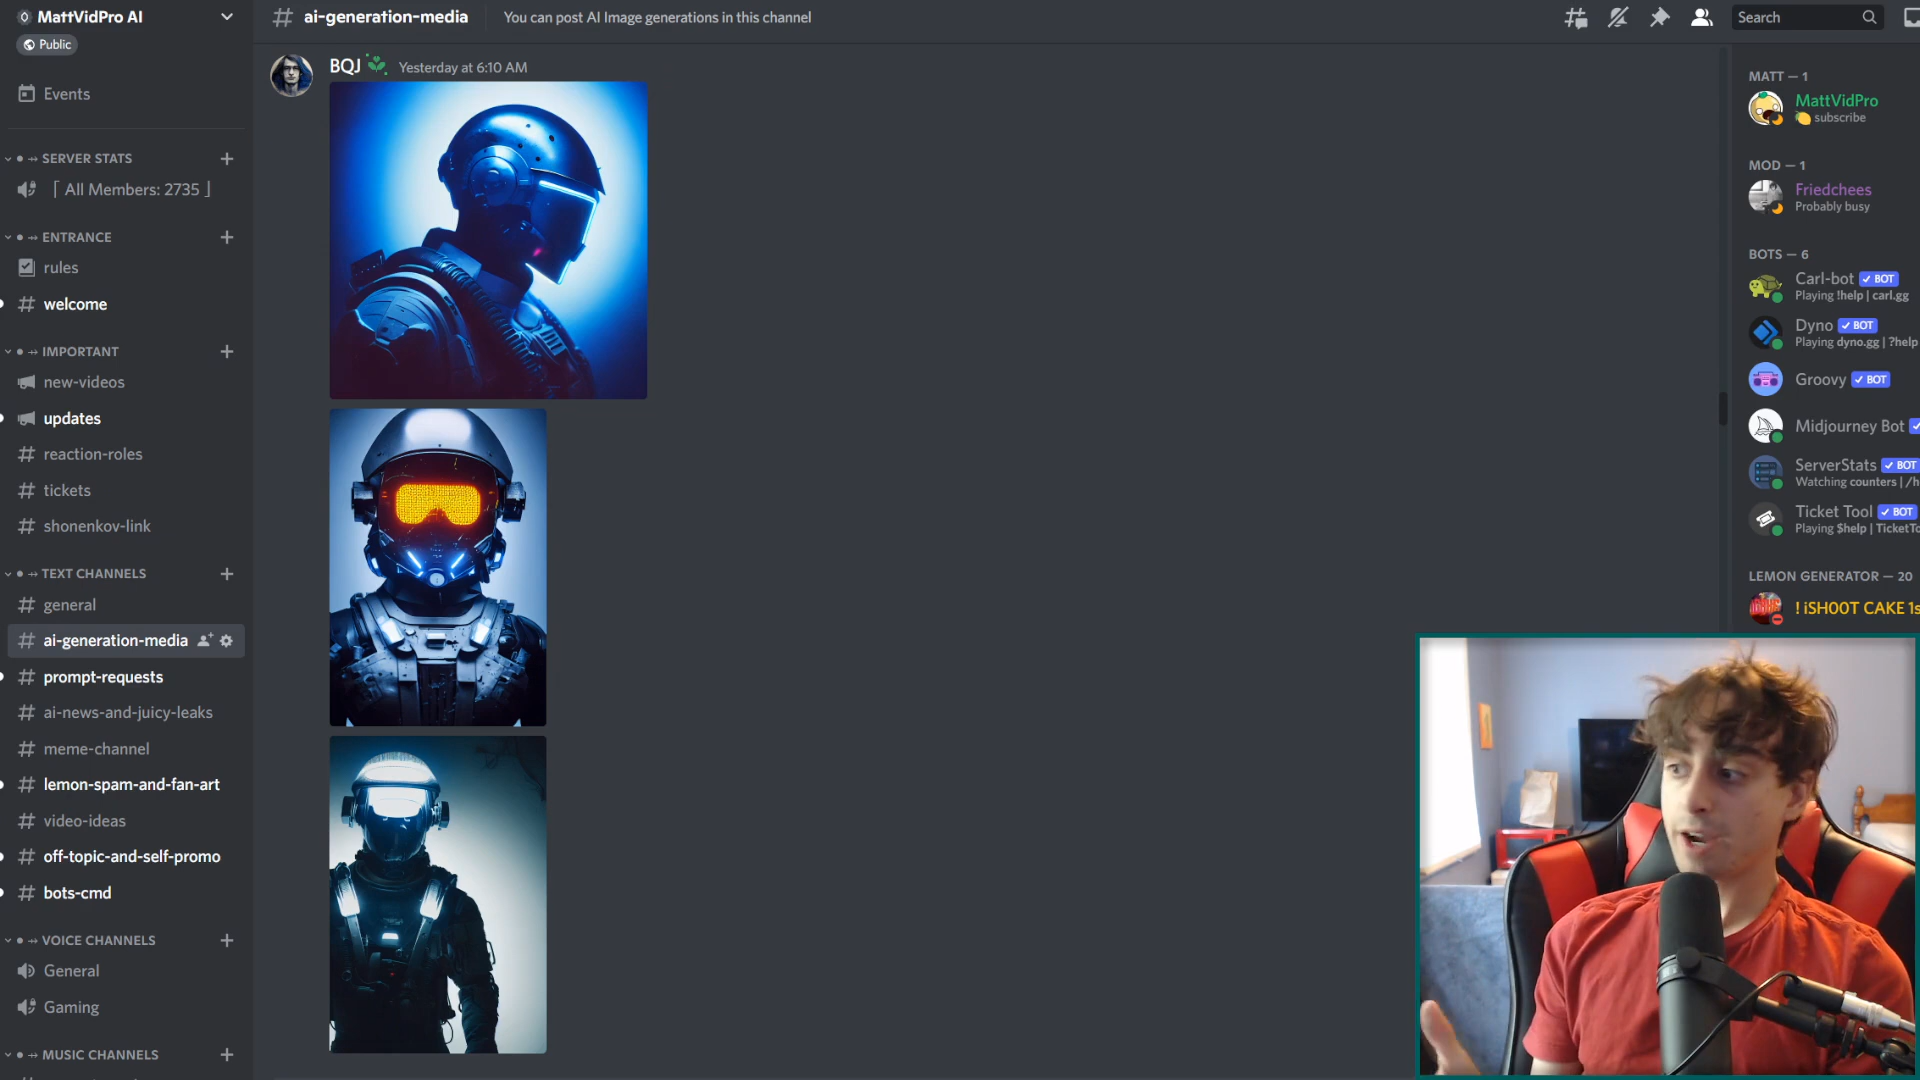 MattVidPro AI
Public
Events
SERVER STATS
「 All Members: 2735 」
ENTRANCE
rules
welcome
IMPORTANT
new-videos
updates
reaction-roles
tickets
shonenkov-link
TEXT CHANNELS
general
ai-generation-media
prompt-requests
ai-news-and-juicy-leaks
meme-channel
lemon-spam-and-fan-art
video-ideas
off-topic-and-self-promo
bots-cmd
VOICE CHANNELS
General
Gaming
MUSIC CHANNELS
ai-generation-media
You can post AI Image generations in this channel
Search
BQJ Yesterday at 6:10 AM
MATT — 1
MattVidPro
subscribe
MOD — 1
Friedchees
Probably busy
BOTS — 6
Carl-bot ✓ BOT
Playing !help | carl.gg
Dyno ✓ BOT
Playing dyno.gg | ?help
Groovy ✓ BOT
Midjourney Bot
ServerStats ✓ BOT
Watching counters | /h
Ticket Tool ✓ BOT
Playing $help | TicketTo
LEMON GENERATOR — 20
! iSH0OT CAKE 1s